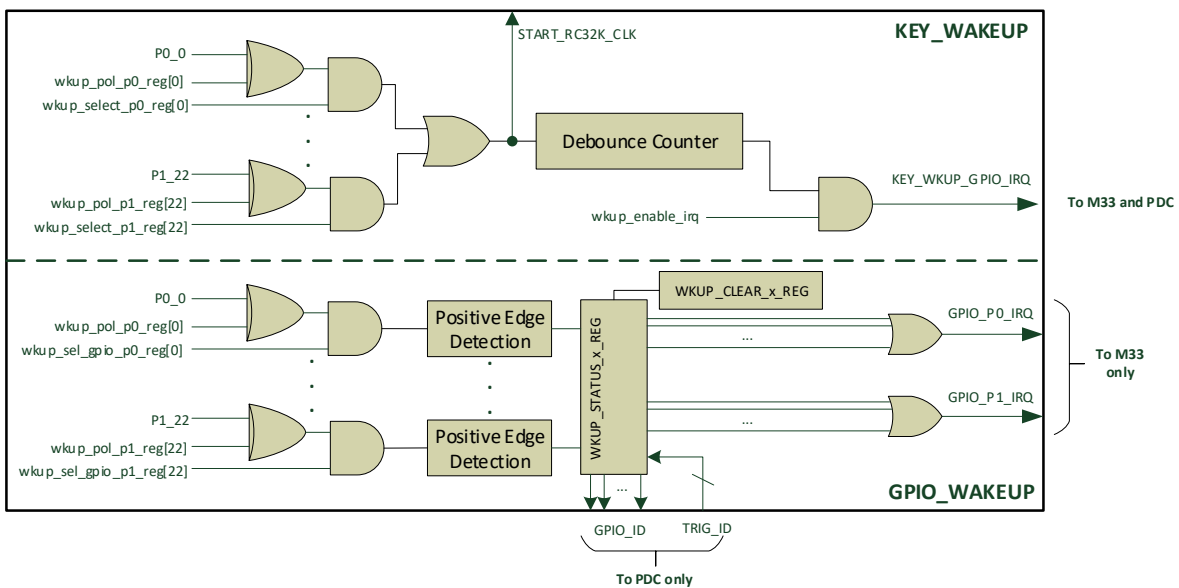 KEY_WAKEUP
START_RC32K_CLK
P0_0
wkup_pol_p0_reg[0]
wkup_select_p0_reg[0]
Debounce Counter
P1_22
wkup_pol_p1_reg[22]
wkup_select_p1_reg[22]
KEY_WKUP_GPIO_IRQ
wkup_enable_irq
To M33 and PDC
P0_0
wkup_pol_p0_reg[0]
wkup_sel_gpio_p0_reg[0]
Positive Edge
Detection
WKUP_STATUS_x_REG
WKUP_CLEAR_x_REG
...
GPIO_P0_IRQ
To M33
only
P1_22
wkup_pol_p1_reg[22]
wkup_sel_gpio_p1_reg[22]
Positive Edge
Detection
...
GPIO_P1_IRQ
...
GPIO_WAKEUP
GPIO_ID
TRIG_ID
To PDC only